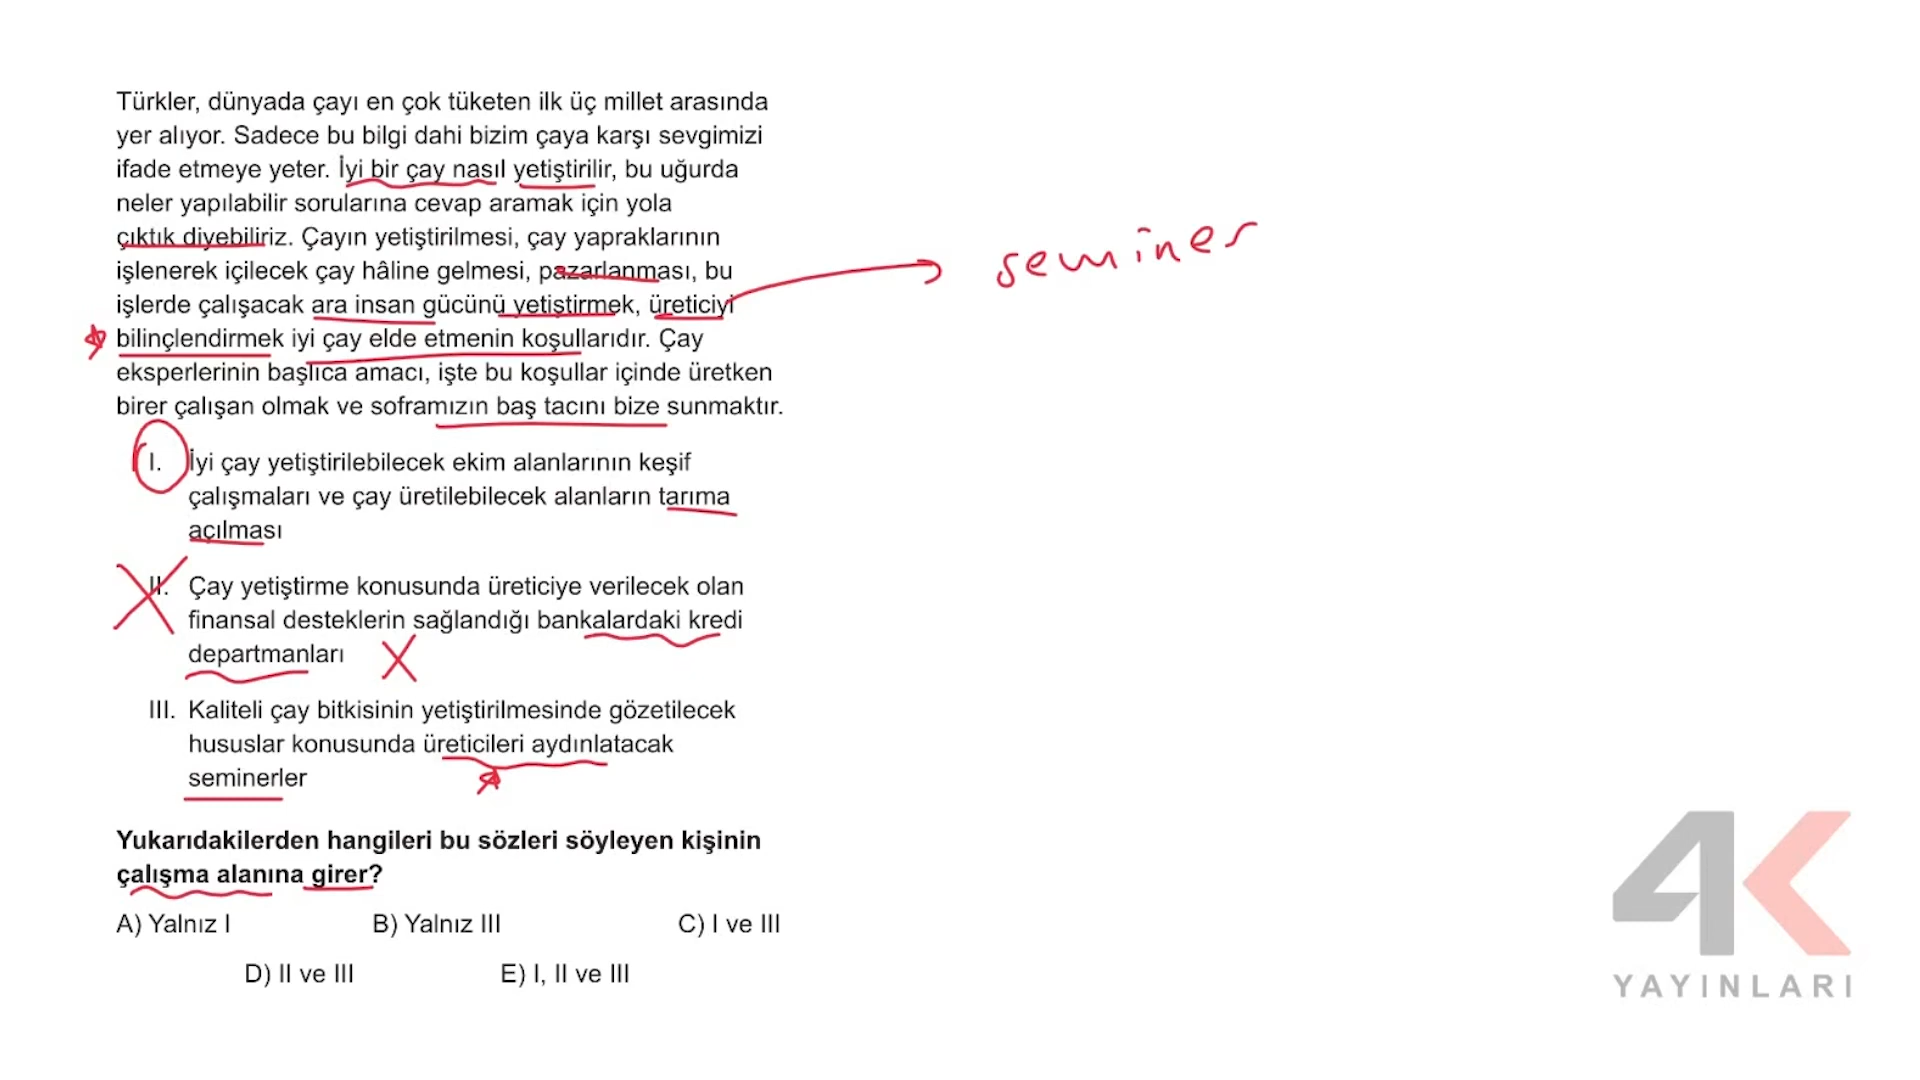 Türkler, dünyada çayı en çok tüketen ilk üç millet arasında
yer alıyor. Sadece bu bilgi dahi bizim çaya karşı sevgimizi
ifade etmeye yeter. İyi bir çay nasıl yetiştirilir, bu uğurda
neler yapılabilir sorularına cevap aramak için yola
çıktık diyebiliriz. Çayın yetiştirilmesi, çay yapraklarının
işlenerek içilecek çay hâline gelmesi, pazarlanması, bu
işlerde çalışacak ara insan gücünü yetiştirmek, üreticiyi
bilinçlendirmek iyi çay elde etmenin koşullarıdır. Çay
eksperlerinin başlıca amacı, işte bu koşullar içinde üretken
birer çalışan olmak ve soframızın baş tacını bize sunmaktır.
seminer
I. İyi çay yetiştirilebilecek ekim alanlarının keşif
çalışmaları ve çay üretilebilecek alanların tarıma
açılması
II. Çay yetiştirme konusunda üreticiye verilecek olan
finansal desteklerin sağlandığı bankalardaki kredi
departmanları
III. Kaliteli çay bitkisinin yetiştirilmesinde gözetilecek
hususlar konusunda üreticileri aydınlatacak
seminerler
Yukarıdakilerden hangileri bu sözleri söyleyen kişinin
çalışma alanına girer?
A) Yalnız I B) Yalnız III C) I ve III
D) II ve III E) I, II ve III
4K
YAYINLARI